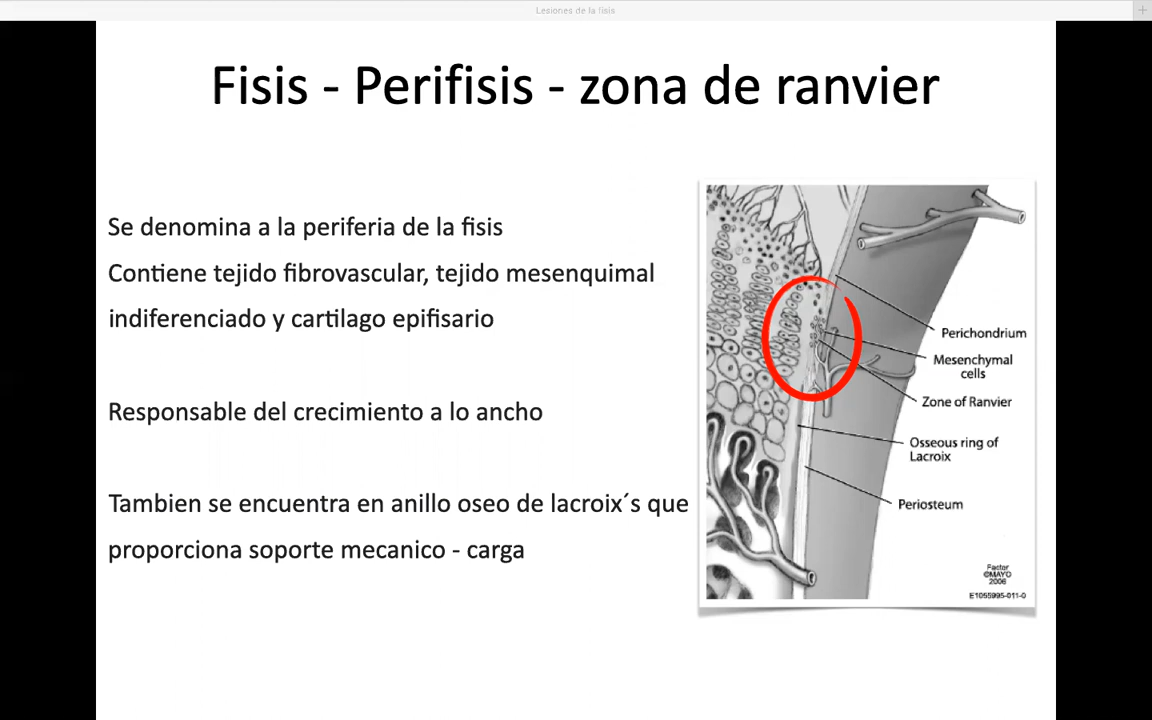 Lesiones de la fisis
Fisis - Perifisis - zona de ranvier
Se denomina a la periferia de la fisis
Contiene tejido fibrovascular, tejido mesenquimal
indiferenciado y cartilago epifisario
Responsable del crecimiento a lo ancho
Tambien se encuentra en anillo oseo de lacroix´s que
proporciona soporte mecanico - carga
Perichondrium
Mesenchymal
cells
Zone of Ranvier
Osseous ring of
Lacroix
Periosteum
Factor
©MAYO
2006
E1055995-011-0